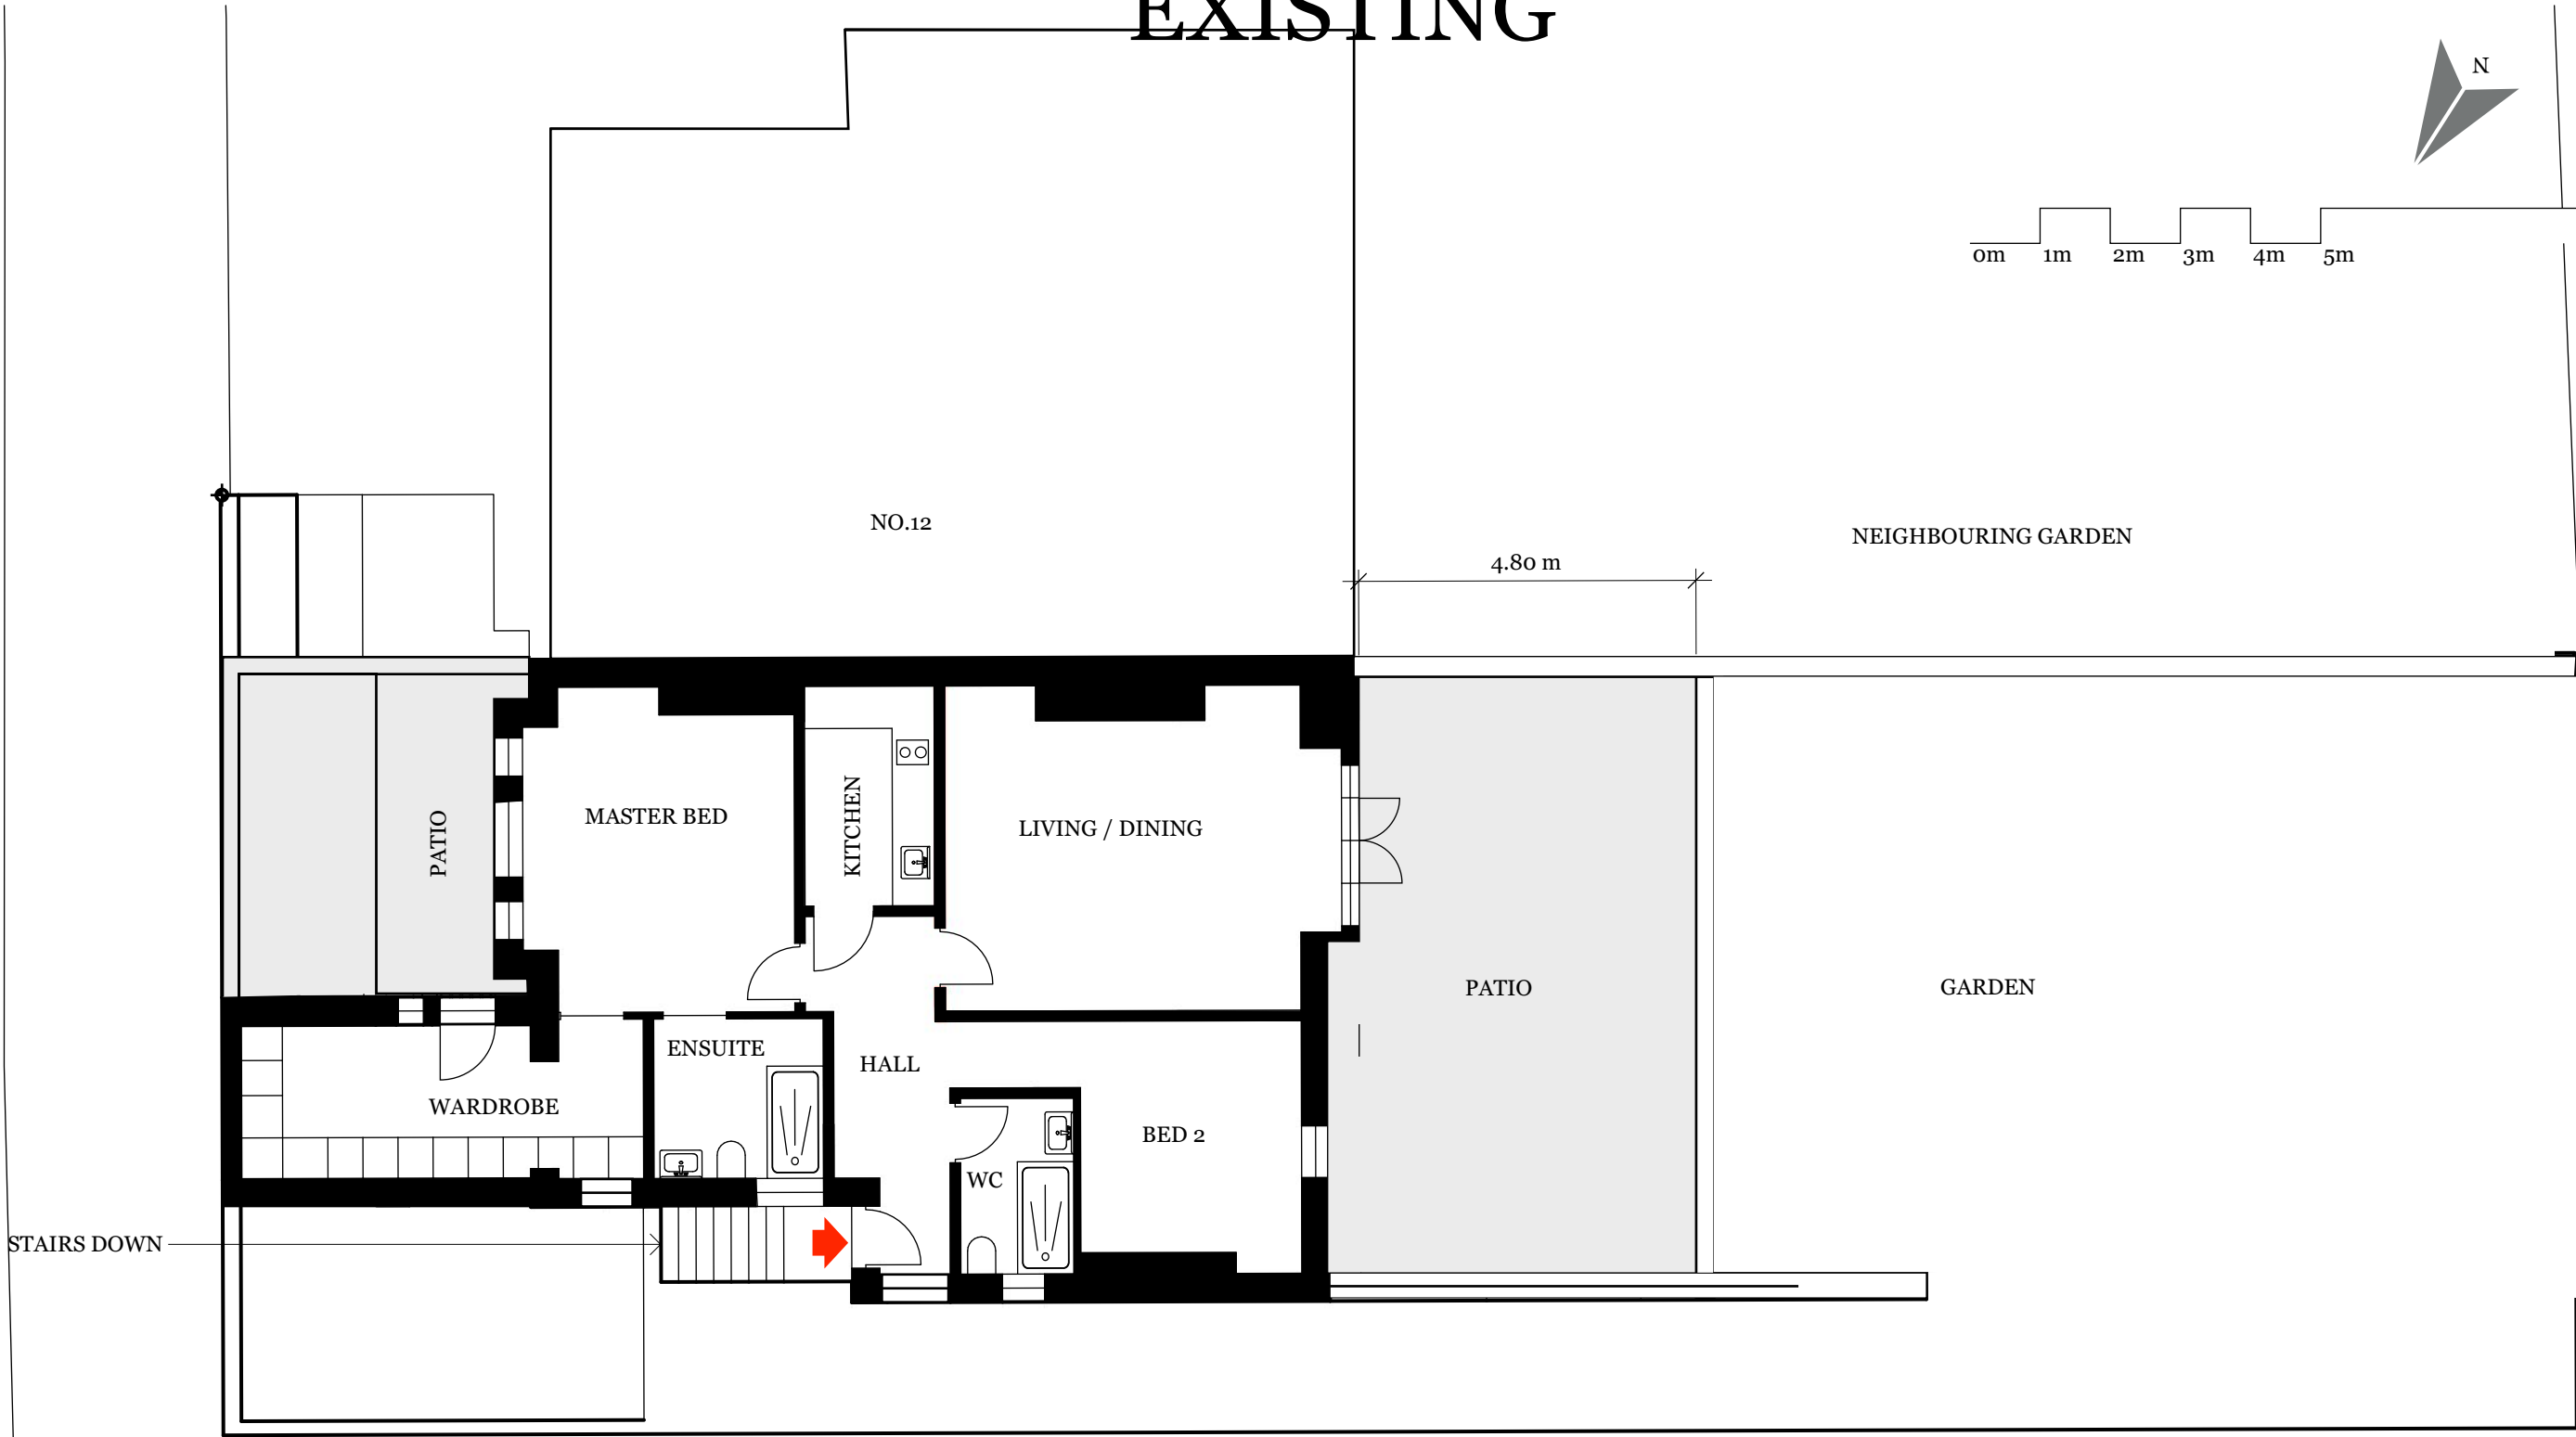 EXISTING
N
0m 1m 2m 3m 4m 5m
NO.12
NEIGHBOURING GARDEN
4.80 m
PATIO
MASTER BED
KITCHEN
LIVING / DINING
PATIO
GARDEN
ENSUITE
HALL
WARDROBE
BED 2
WC
STAIRS DOWN